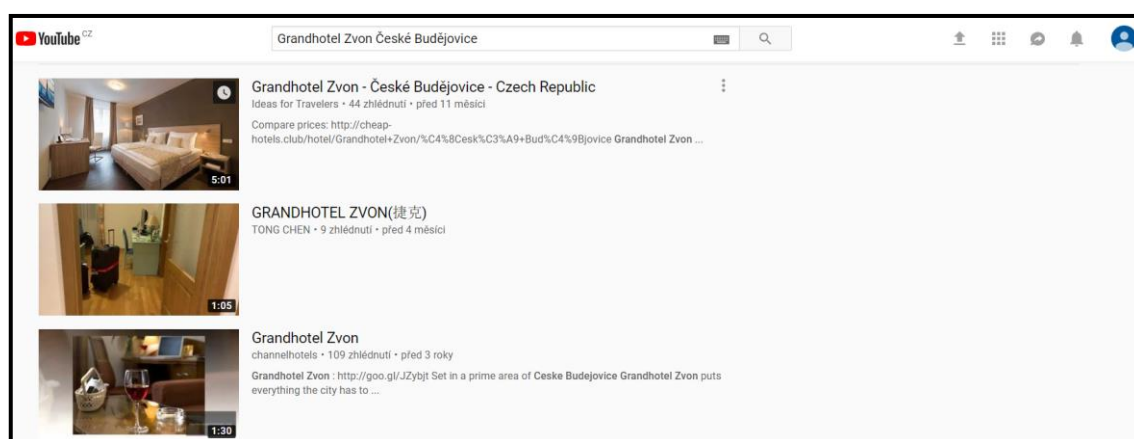 YouTube CZ
Grandhotel Zvon České Budějovice
Grandhotel Zvon - České Budějovice - Czech Republic
Ideas for Travelers • 44 zhlédnutí • před 11 měsíci
Compare prices: http://cheap-
hotels.club/hotel/Grandhotel+Zvon/%C4%8Cesk%C3%A9+Bud%C4%9Bjovice Grandhotel Zvon ...
5:01
GRANDHOTEL ZVON(捷克)
TONG CHEN • 9 zhlédnutí • před 4 měsíci
1:05
Grandhotel Zvon
channelhotels • 109 zhlédnutí • před 3 roky
Grandhotel Zvon : http://goo.gl/JZybjt Set in a prime area of Ceske Budejovice Grandhotel Zvon puts
everything the city has to ...
1:30